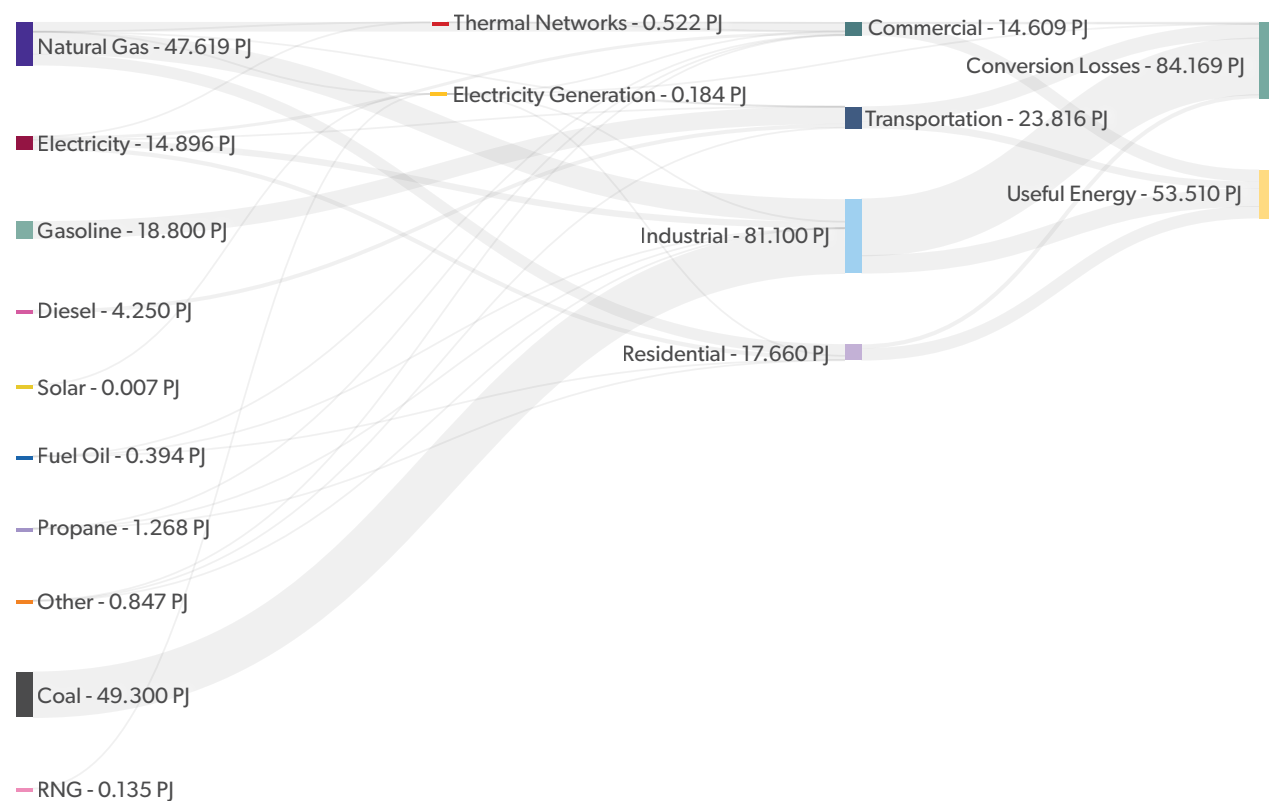 Natural Gas - 47.619 PJ
Electricity - 14.896 PJ
Gasoline - 18.800 PJ
Diesel - 4.250 PJ
Solar - 0.007 PJ
Fuel Oil - 0.394 PJ
Propane - 1.268 PJ
Other - 0.847 PJ
Coal - 49.300 PJ
RNG - 0.135 PJ
Thermal Networks - 0.522 PJ
Electricity Generation - 0.184 PJ
Commercial - 14.609 PJ
Transportation - 23.816 PJ
Industrial - 81.100 PJ
Residential - 17.660 PJ
Conversion Losses - 84.169 PJ
Useful Energy - 53.510 PJ